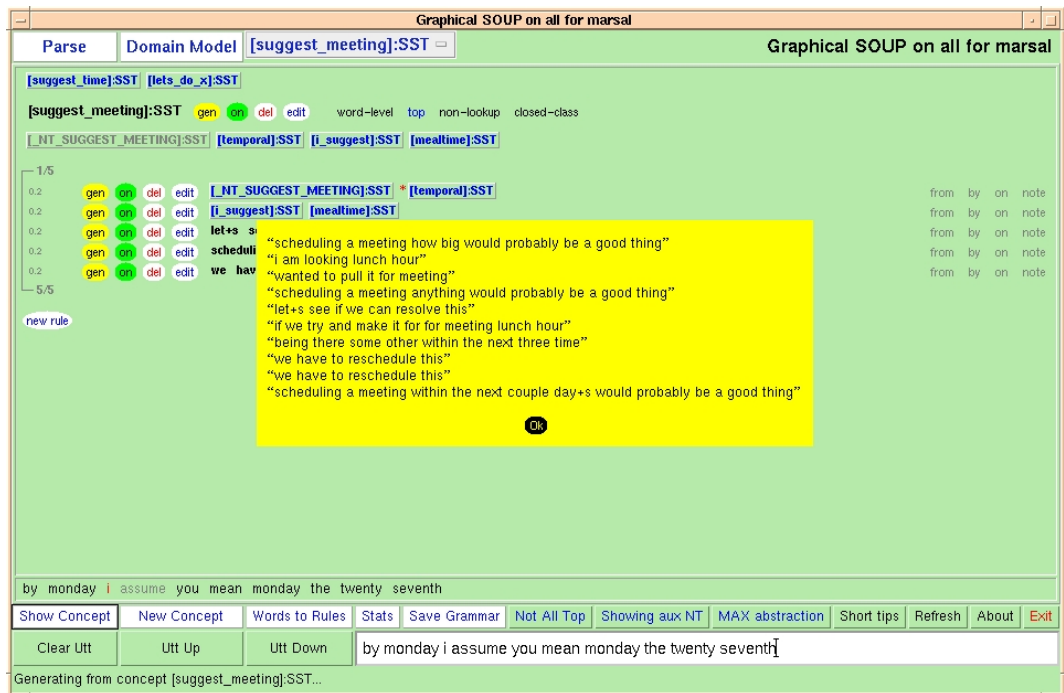 Graphical SOUP on all for marsal
Parse Domain Model [suggest_meeting]:SST Graphical SOUP on all for marsal
[suggest_time]:SST [lets_do_x]:SST
[suggest_meeting]:SST gen on del edit word-level top non-lookup closed-class
[_NT_SUGGEST_MEETING]:SST [temporal]:SST [i_suggest]:SST [mealtime]:SST
1/5
0.2 gen on del edit [_NT_SUGGEST_MEETING]:SST *[temporal]:SST from by on note
0.2 gen on del edit [i_suggest]:SST [mealtime]:SST from by on note
0.2 gen on del edit let+s from by on note
0.2 gen on del edit from by on note
0.2 gen on del edit we from by on note
5/5
new rule
“scheduling a meeting how big would probably be a good thing”
“i am looking lunch hour”
“wanted to pull it for meeting”
“scheduling a meeting anything would probably be a good thing”
“let+s see if we can resolve this”
“if we try and make it for for meeting lunch hour”
“being there some other within the next three time”
“we have to reschedule this”
“we have to reschedule this”
“scheduling a meeting within the next couple day+s would probably be a good thing”
Ok
by monday i assume you mean monday the twenty seventh
Show Concept New Concept Words to Rules Stats Save Grammar Not All Top Showing aux NT MAX abstraction Short tips Refresh About Exit
Clear Utt Utt Up Utt Down by monday i assume you mean monday the twenty seventh
Generating from concept [suggest_meeting]:SST...